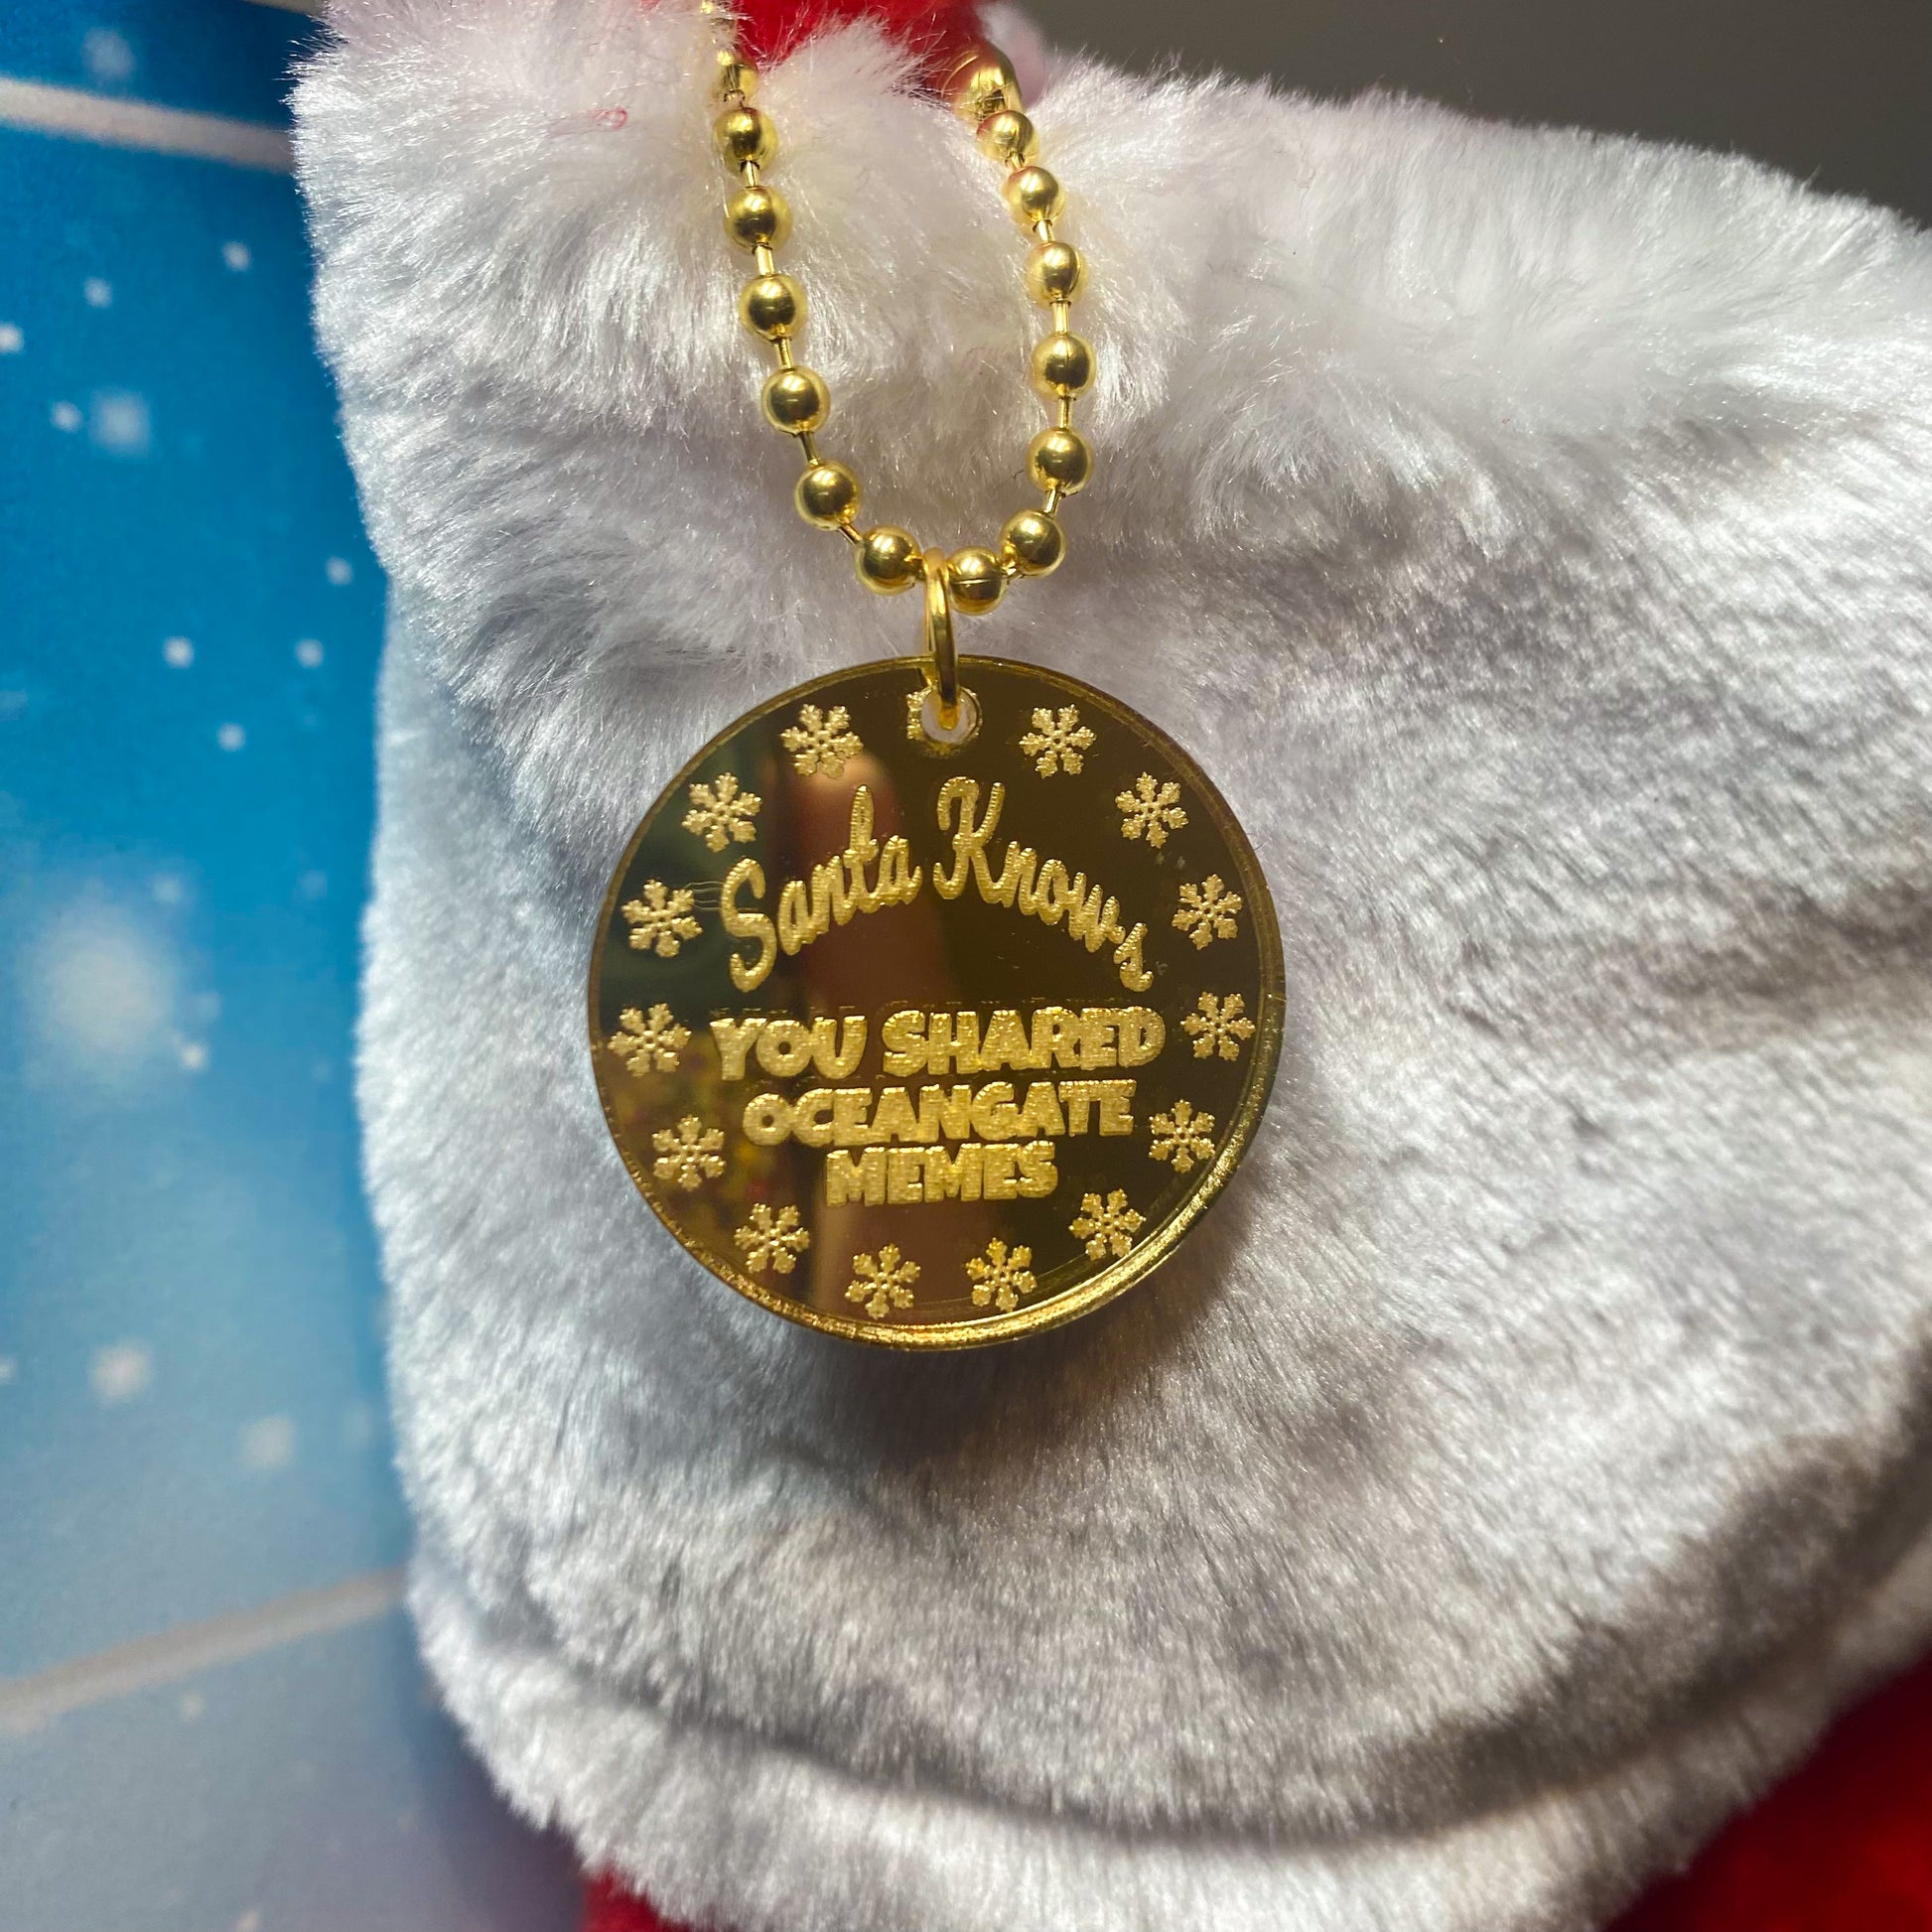 Santa Knows
YOU SHARED
OCEANGATE
MEMES